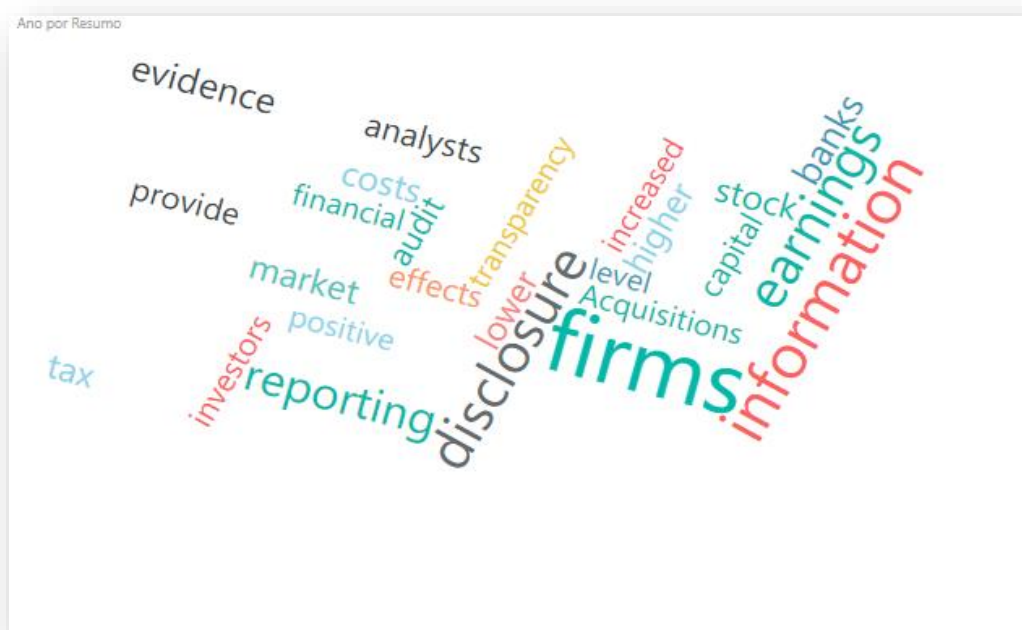 Ano por Resumo
evidence
analysts
banks
earnings
information
stock
capital
increased
higher
transparency
costs
financial
audit
provide
market
effects
level
Acquisitions
lower
disclosure
firms
positive
investors
reporting
tax